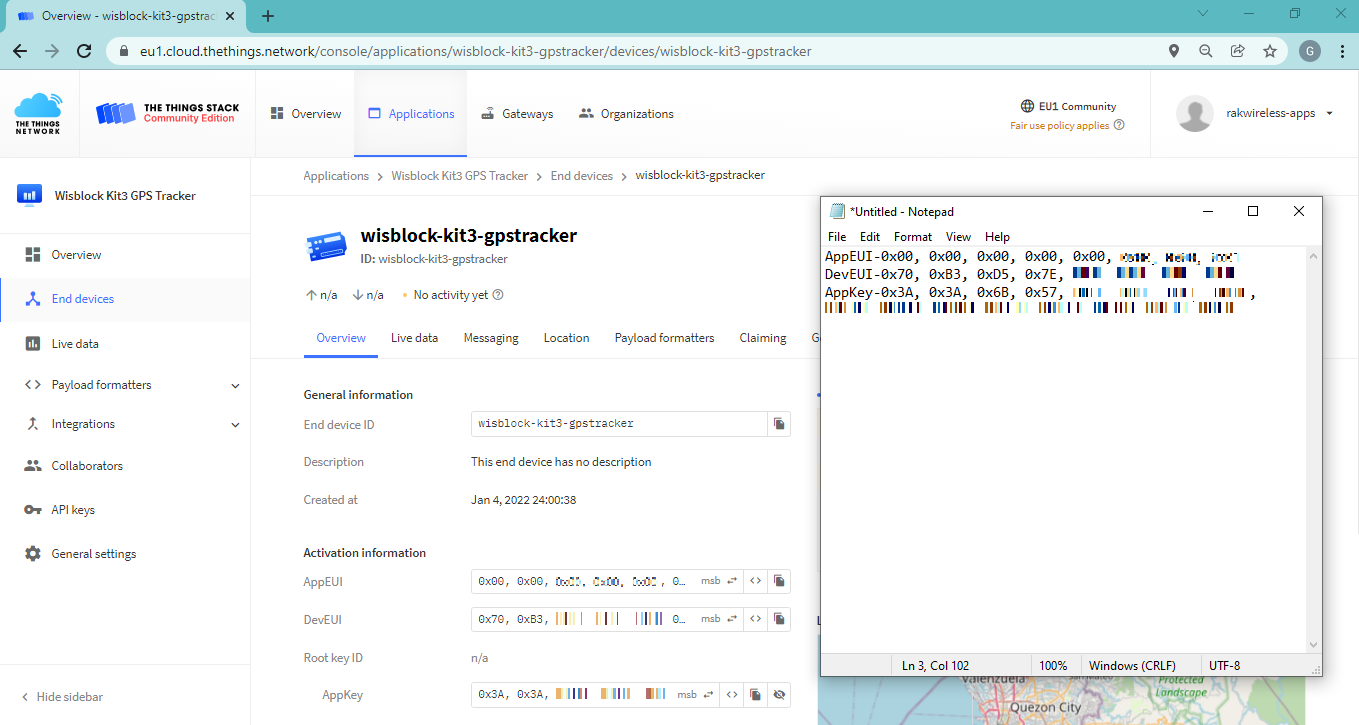 Overview - wisblock-kit3-gpstrac
eu1.cloud.thethings.network/console/applications/wisblock-kit3-gpstracker/devices/wisblock-kit3-gpstracker
G
THE THINGS
NETWORK
THE THINGS STACK
Community Edition
Overview
Applications
Gateways
Organizations
EU1 Community
Fair use policy applies
rakwireless-apps
Wisblock Kit3 GPS Tracker
Overview
End devices
Live data
Payload formatters
Integrations
Collaborators
API keys
General settings
Hide sidebar
Applications > Wisblock Kit3 GPS Tracker > End devices > wisblock-kit3-gpstracker
wisblock-kit3-gpstracker
ID: wisblock-kit3-gpstracker
↑ n/a ↓ n/a • No activity yet
Overview Live data Messaging Location Payload formatters Claiming G
General information
End device ID wisblock-kit3-gpstracker
Description This end device has no description
Created at Jan 4, 2022 24:00:38
Activation information
AppEUI 0x00, 0x00, 0... msb
DevEUI 0x70, 0xB3, 0... msb
Root key ID n/a
AppKey 0x3A, 0x3A, msb
*Untitled - Notepad
File Edit Format View Help
AppEUI-0x00, 0x00, 0x00, 0x00, 0x00,
DevEUI-0x70, 0xB3, 0xD5, 0x7E,
AppKey-0x3A, 0x3A, 0x6B, 0x57,
Ln 3, Col 102 100% Windows (CRLF) UTF-8
Valenzuela
Protected
Landscape
Quezon City